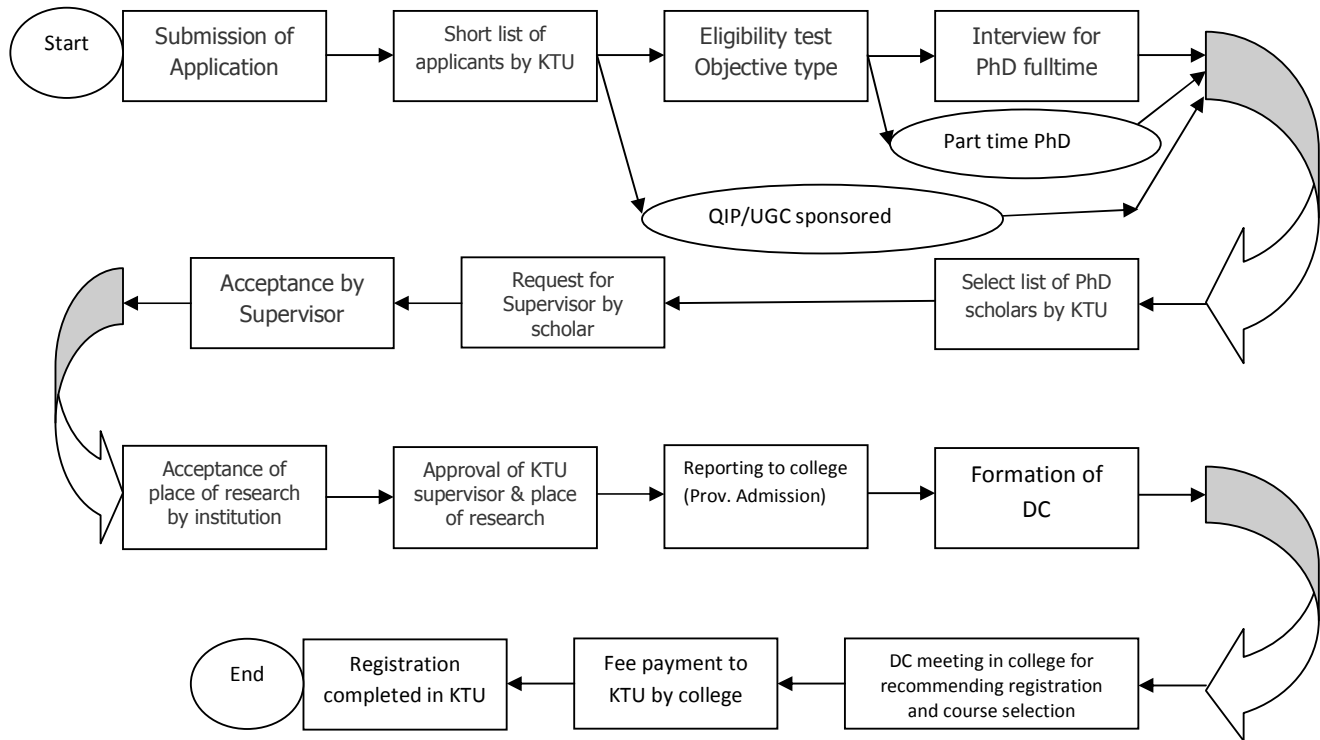 Start
Submission of
Application
Short list of
applicants by KTU
Eligibility test
Objective type
Interview for
PhD fulltime
Part time PhD
QIP/UGC sponsored
Select list of PhD
scholars by KTU
Request for
Supervisor by
scholar
Acceptance by
Supervisor
Acceptance of
place of research
by institution
Approval of KTU
supervisor & place
of research
Reporting to college
(Prov. Admission)
Formation of
DC
DC meeting in college for
recommending registration
and course selection
Fee payment to
KTU by college
Registration
completed in KTU
End